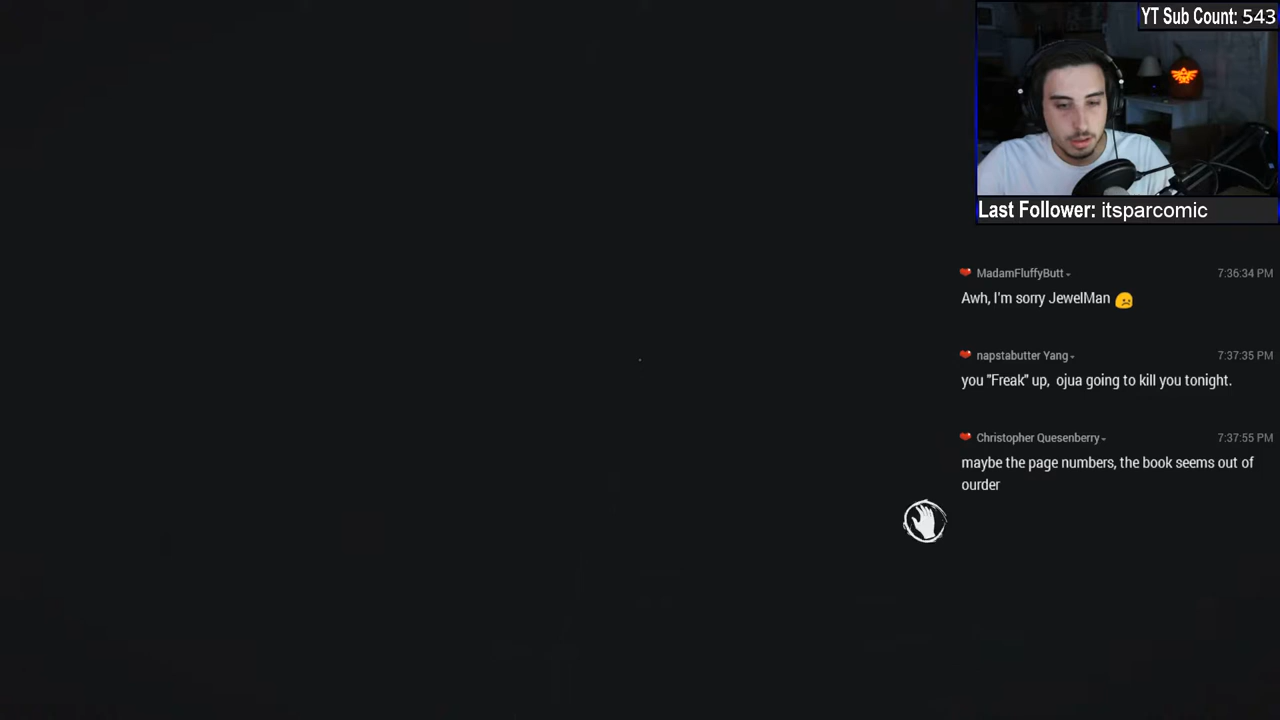 YT Sub Count: 543
Last Follower: itsparcomic
MadamFluffyButt 7:36:34 PM
Awh, I'm sorry JewelMan
napstabutter Yang 7:37:35 PM
you "Freak" up, ojua going to kill you tonight.
Christopher Quesenberry 7:37:55 PM
maybe the page numbers, the book seems out of
ourder